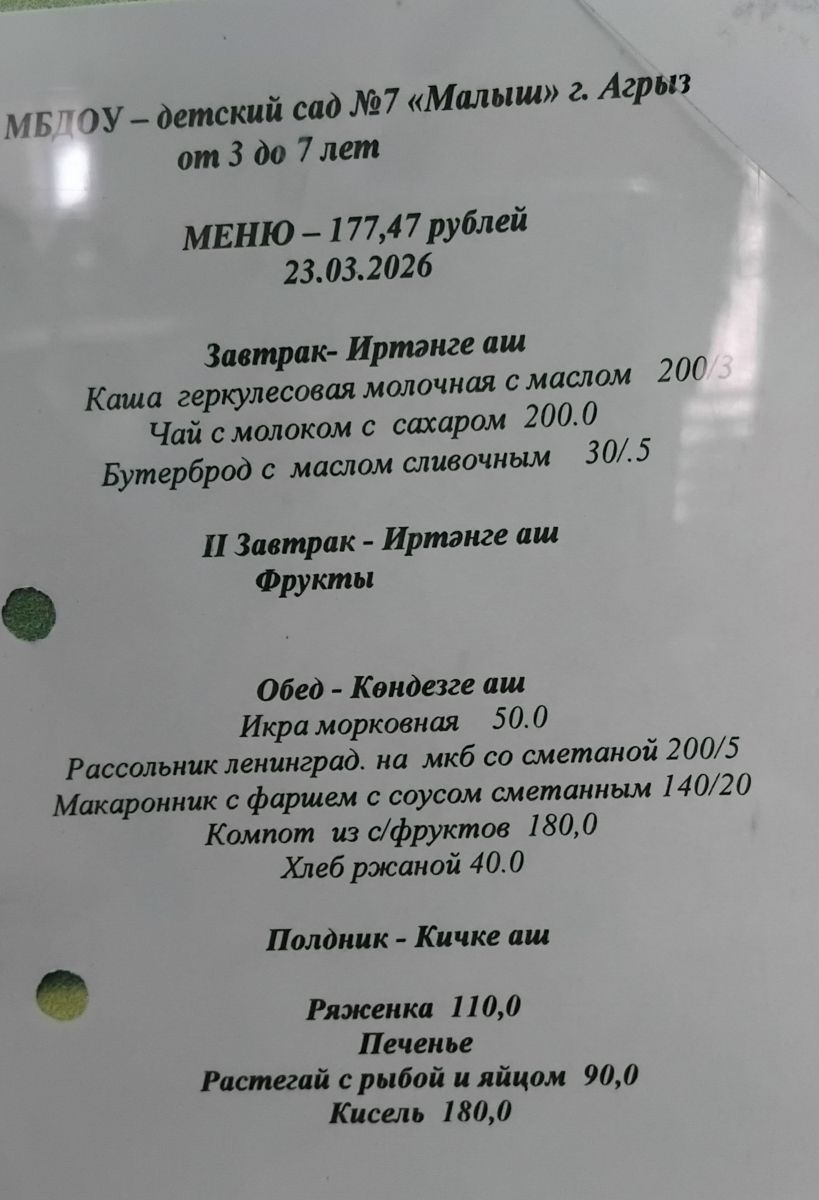 МБДОУ – детский сад №7 «Малыш» г. Агрыз
от 3 до 7 лет
МЕНЮ – 177,47 рублей
23.03.2026
Завтрак- Иртәнге аш
Каша геркулесовая молочная с маслом 200/3
Чай с молоком с сахаром 200.0
Бутерброд с маслом сливочным 30/.5
II Завтрак - Иртәнге аш
Фрукты
Обед - Көндезге аш
Икра морковная 50.0
Рассольник ленинград. на мкб со сметаной 200/5
Макаронник с фаршем с соусом сметанным 140/20
Компот из с/фруктов 180,0
Хлеб ржаной 40.0
Полдник - Кичке аш
Ряженка 110,0
Печенье
Растегай с рыбой и яйцом 90,0
Кисель 180,0